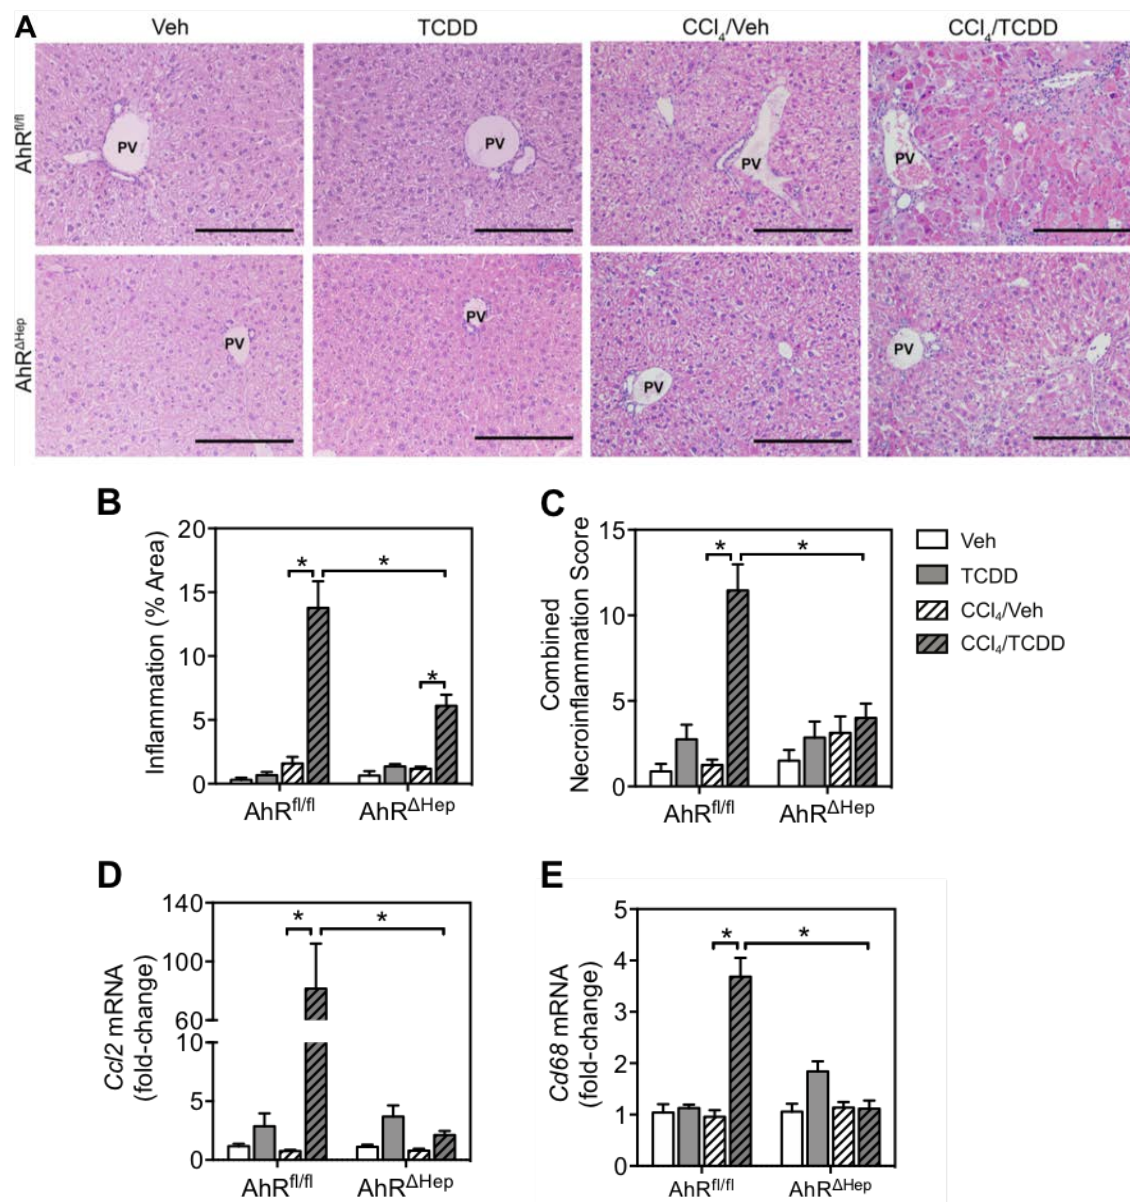 A
Veh TCDD CCl₄/Veh CCl₄/TCDD
AhRfl/fl
PV PV PV PV
AhRΔHep
PV PV PV PV
B
Inflammation (% Area)
20
15
10
5
0
* * *
AhRfl/fl AhRΔHep
C
Combined
Necroinflammation Score
15
10
5
0
* *
AhRfl/fl AhRΔHep
Veh
TCDD
CCl₄/Veh
CCl₄/TCDD
D
Ccl2 mRNA
(fold-change)
140
100
60
10
5
0
* *
AhRfl/fl AhRΔHep
E
Cd68 mRNA
(fold-change)
5
4
3
2
1
0
* *
AhRfl/fl AhRΔHep